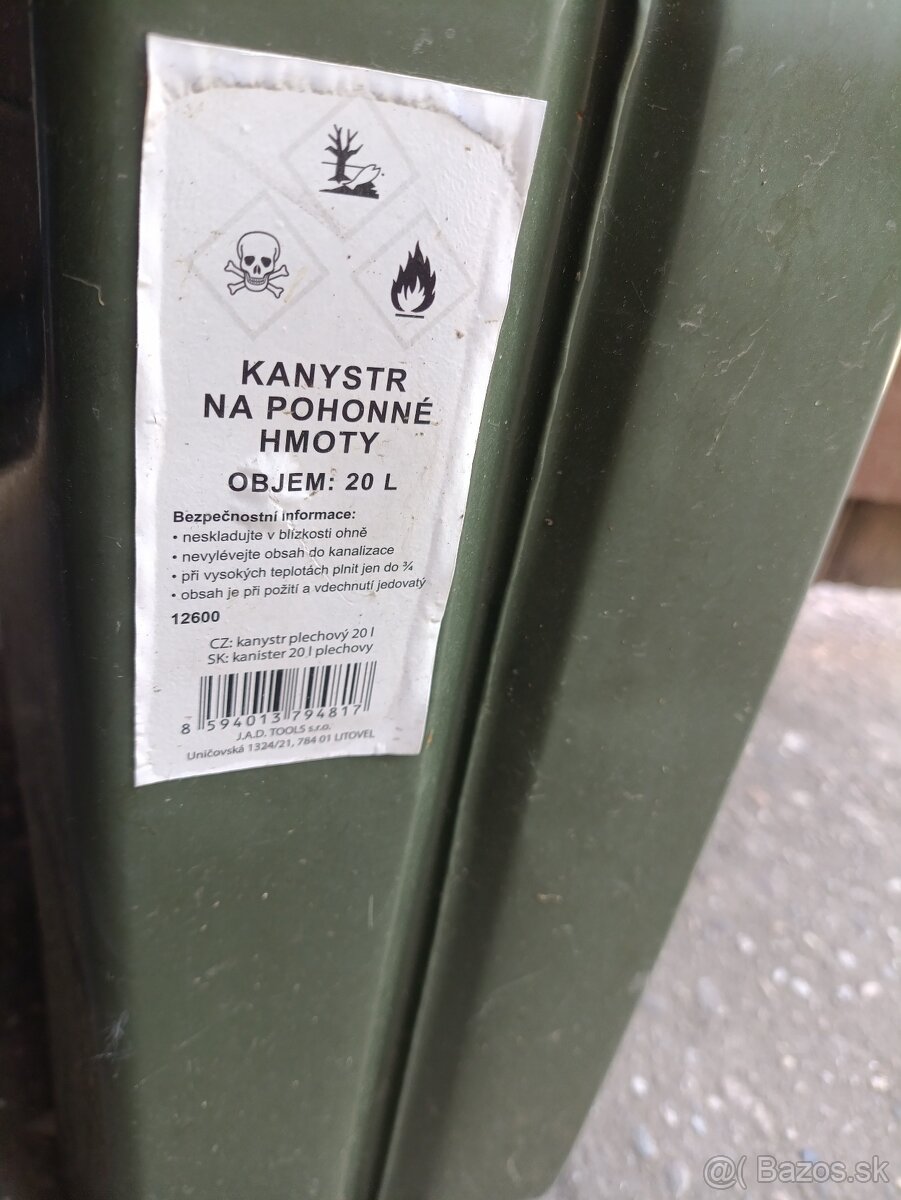 KANYSTR
NA POHONNÉ
HMOTY
OBJEM: 20 L
Bezpečnostní informace:
• neskladujte v blízkosti ohně
• nevylévejte obsah do kanalizace
• při vysokých teplotách plnit jen do ¾
• obsah je při požití a vdechnutí jedovatý
12600
CZ: kanystr plechový 20 l
SK: kanister 20 l plechovy
8 594013 794817
J.A.D. TOOLS s.r.o.
Uničovská 1324/21, 784 01 LITOVEL
@( Bazos.sk